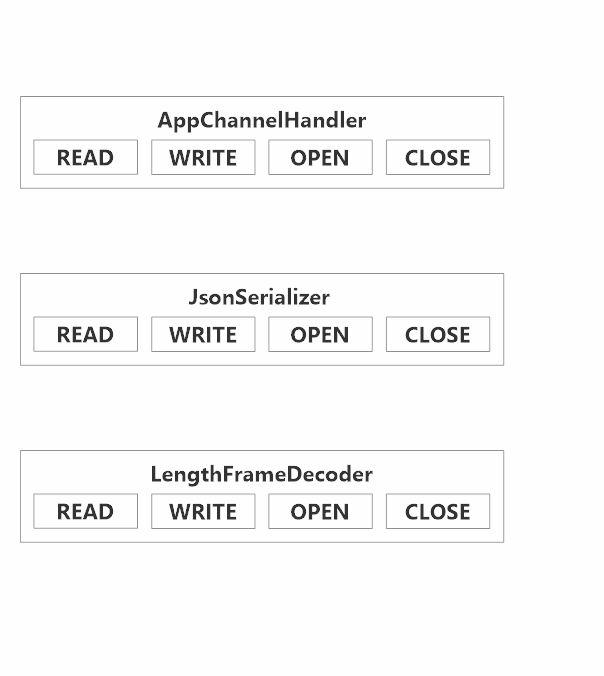 AppChannelHandler
READ WRITE OPEN CLOSE
JsonSerializer
READ WRITE OPEN CLOSE
LengthFrameDecoder
READ WRITE OPEN CLOSE